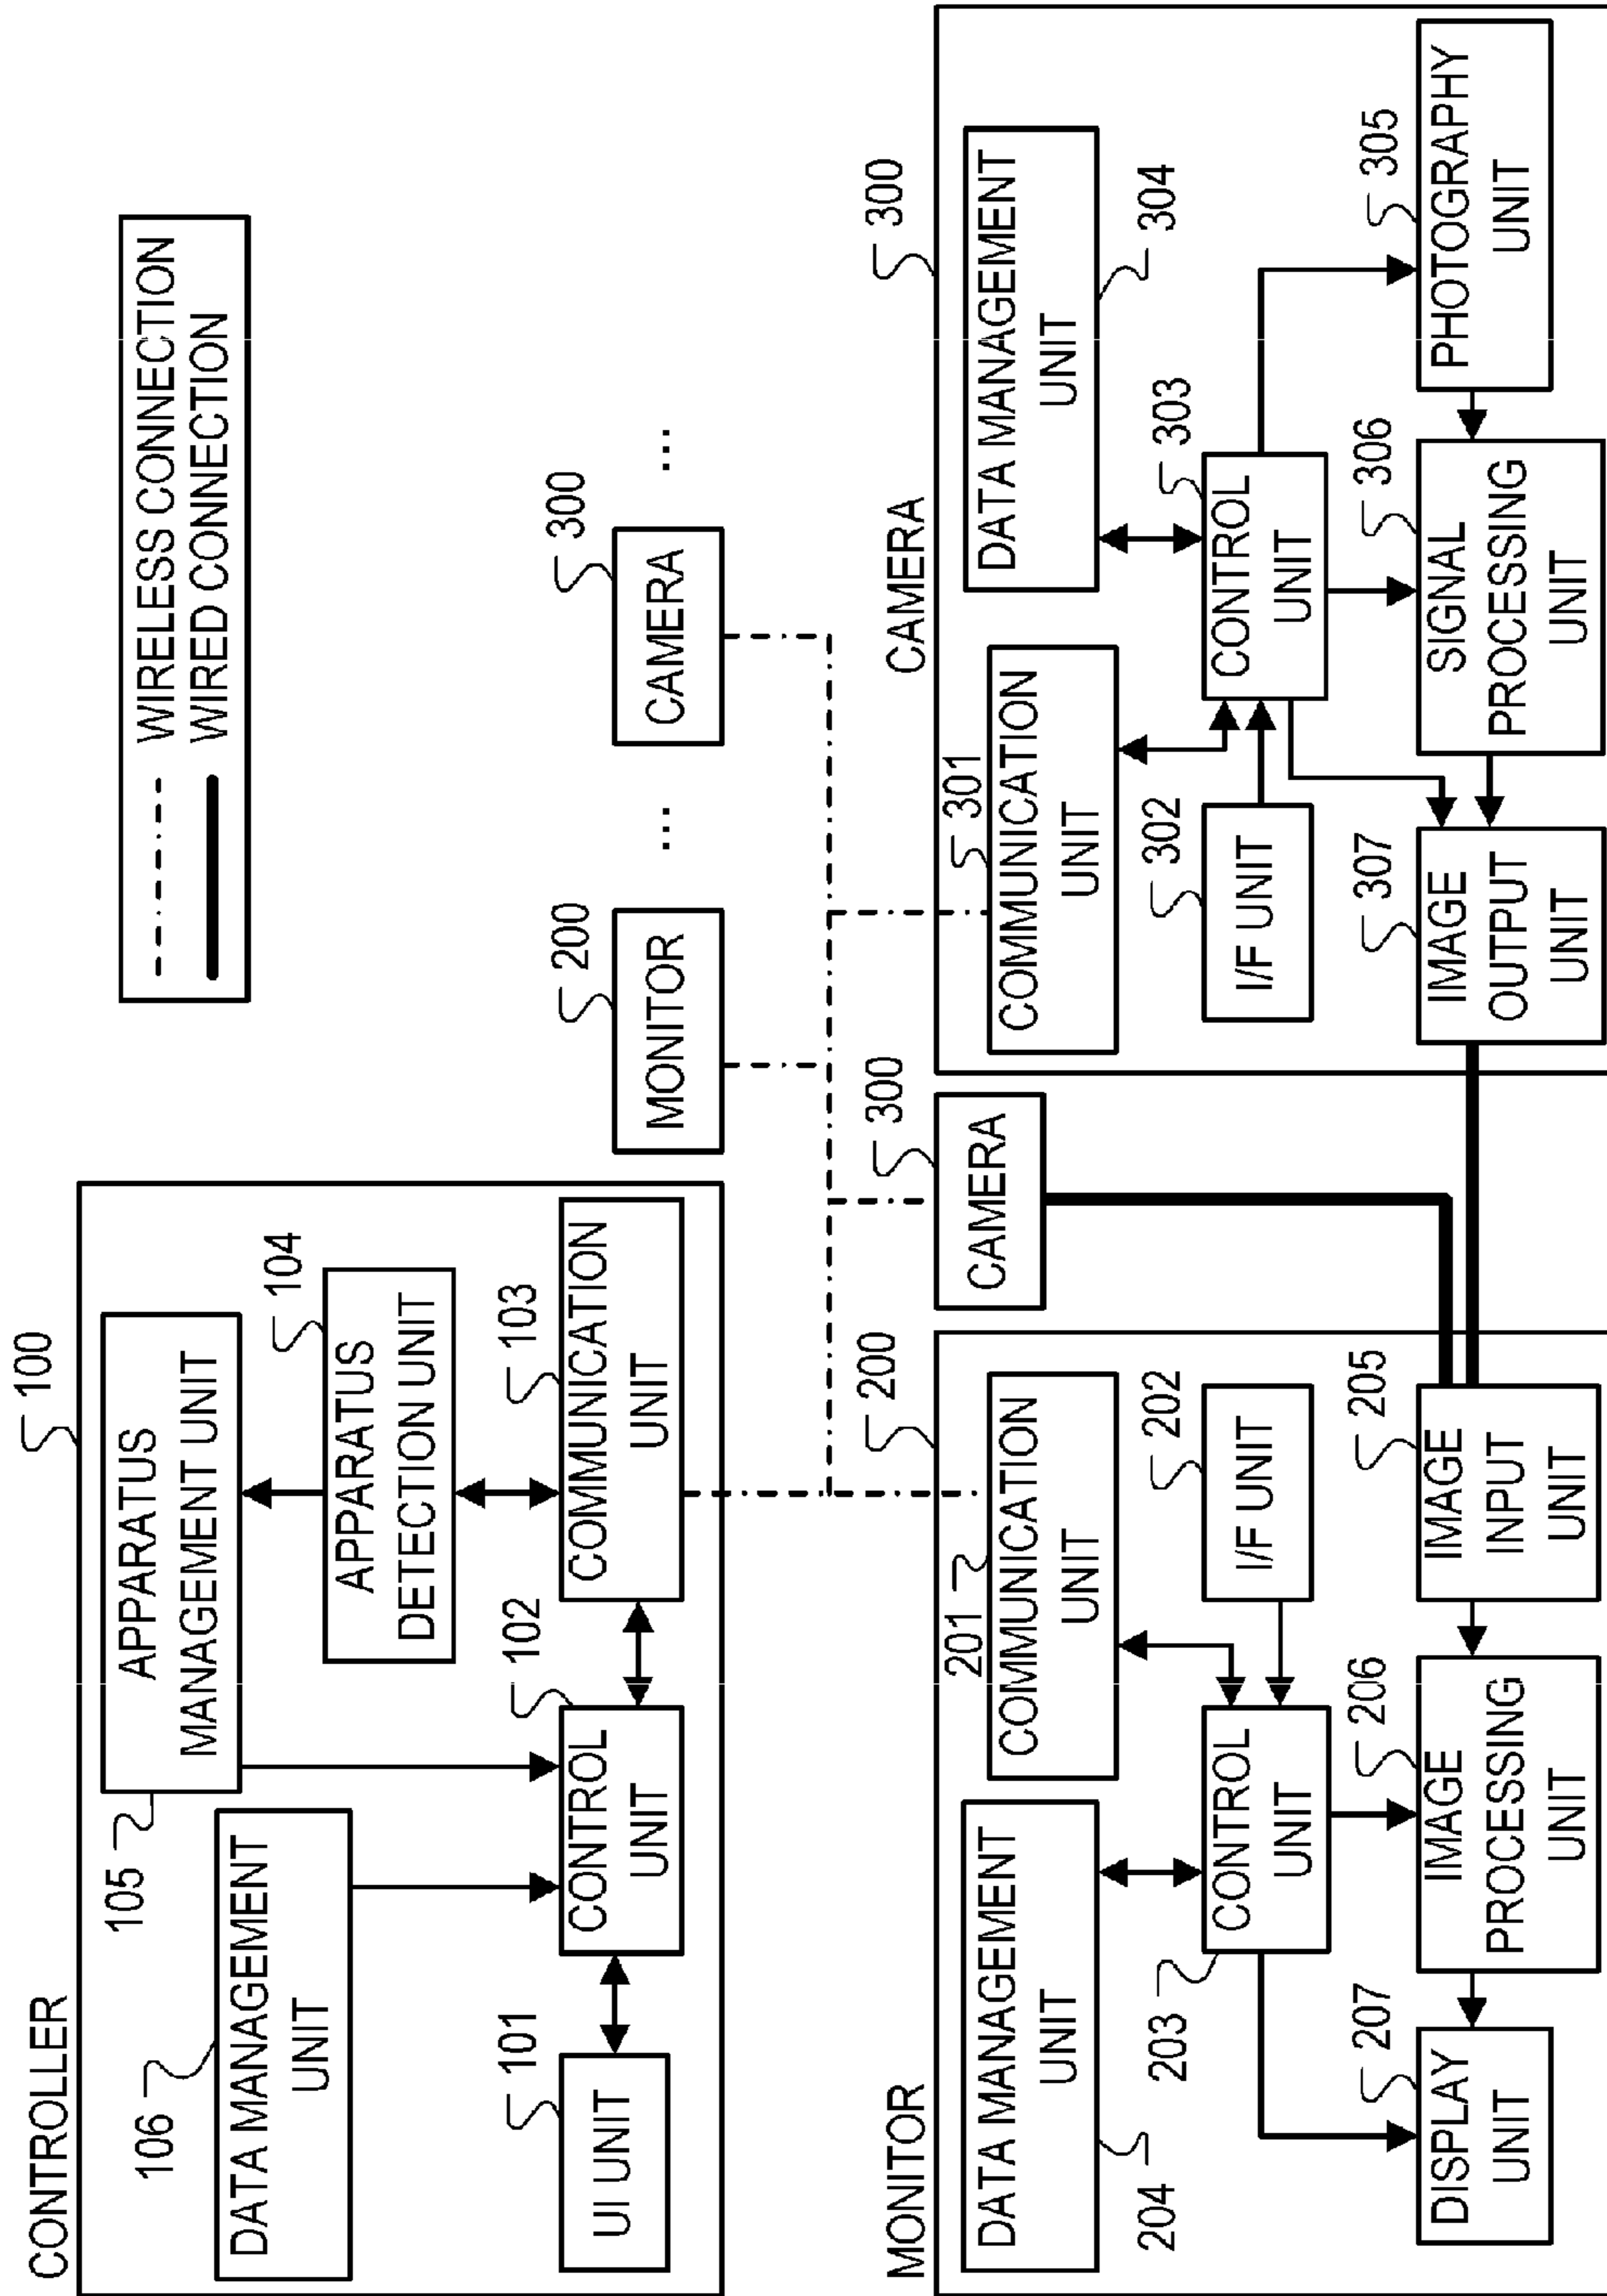 CONTROLLER
100
106
DATA MANAGEMENT
UNIT
105
APPARATUS
MANAGEMENT UNIT
104
APPARATUS
DETECTION UNIT
101
UI UNIT
102
CONTROL
UNIT
103
COMMUNICATION
UNIT
WIRELESS CONNECTION
WIRED CONNECTION
200
MONITOR
...
300
CAMERA
...
MONITOR
200
DATA MANAGEMENT
UNIT
204
201
COMMUNICATION
UNIT
203
CONTROL
UNIT
202
I/F UNIT
207
DISPLAY
UNIT
206
IMAGE
PROCESSING
UNIT
205
IMAGE
INPUT
UNIT
300
CAMERA
CAMERA
300
301
COMMUNICATION
UNIT
DATA MANAGEMENT
UNIT
304
302
I/F UNIT
303
CONTROL
UNIT
307
IMAGE
OUTPUT
UNIT
306
SIGNAL
PROCESSING
UNIT
305
PHOTOGRAPHY
UNIT